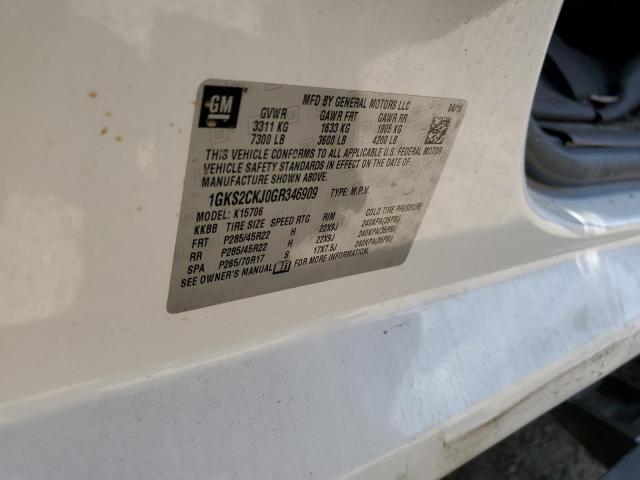 GM
MFD BY GENERAL MOTORS LLC 04/16
GVWR GAWR FRT GAWR RR
3311 KG 1633 KG 1905 KG
7300 LB 3600 LB 4200 LB
THIS VEHICLE CONFORMS TO ALL APPLICABLE U.S. FEDERAL MOTOR
VEHICLE SAFETY STANDARDS IN EFFECT ON THE DATE OF
MANUFACTURE SHOWN ABOVE.
1GKS2CKJ0GR346909 TYPE: M.P.V.
MODEL: K15706
KKBB TIRE SIZE SPEED RTG RIM COLD TIRE PRESSURE
FRT P285/45R22 H 22X9J 240KPA(35PSI)
RR P285/45R22 H 22X9J 240KPA(35PSI)
SPA P265/70R17 S 17X7.5J 240KPA(35PSI)
SEE OWNER'S MANUAL